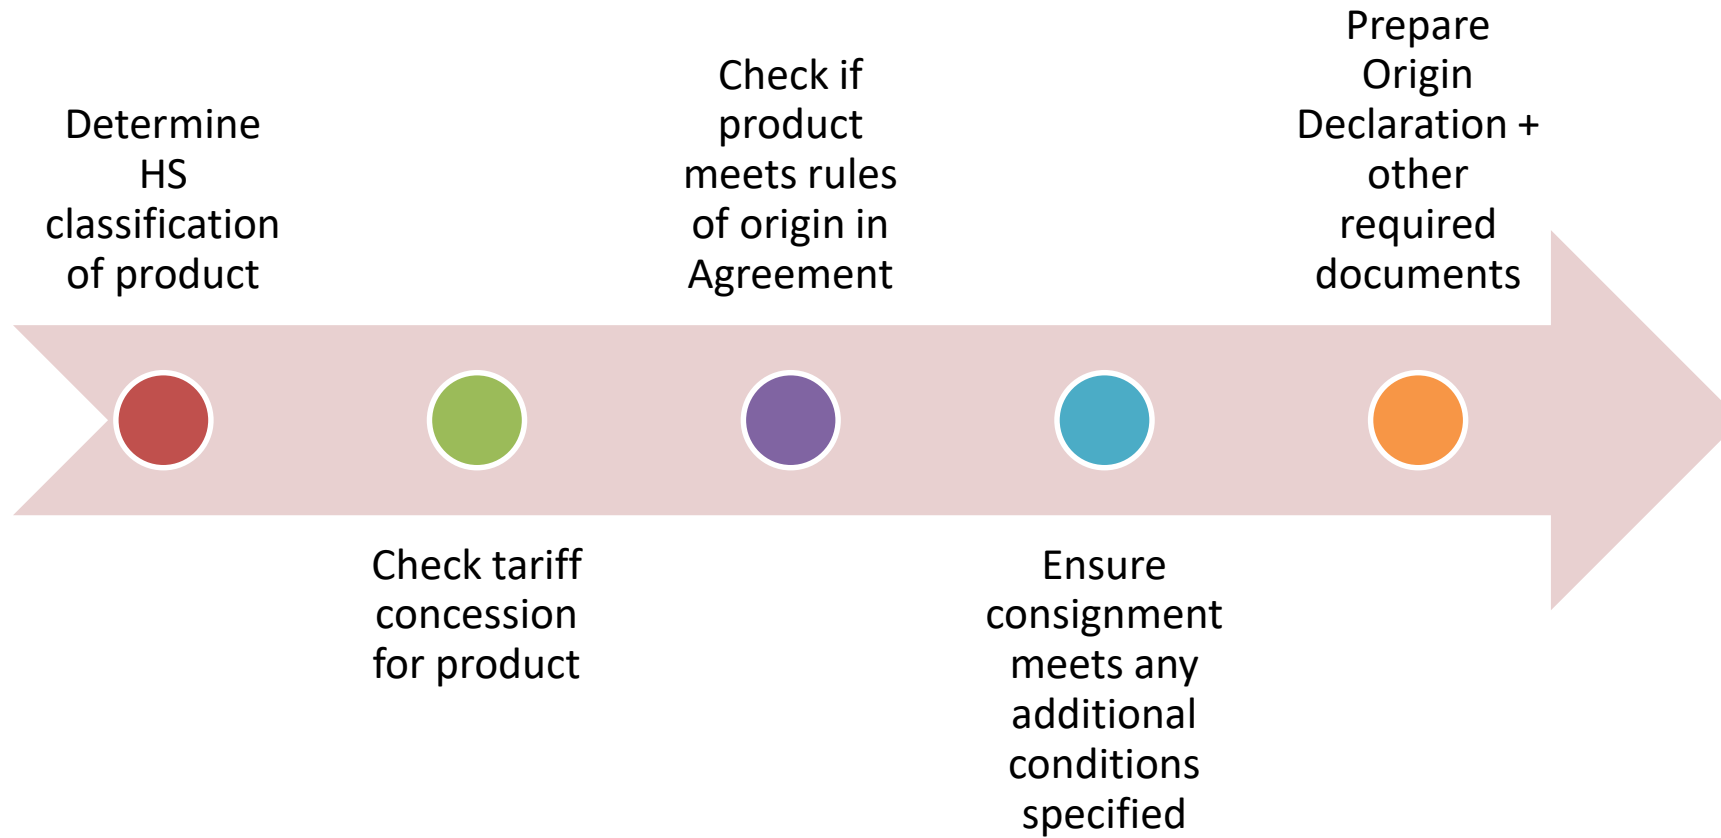 Determine
HS
classification
of product
Check tariff
concession
for product
Check if
product
meets rules
of origin in
Agreement
Ensure
consignment
meets any
additional
conditions
specified
Prepare
Origin
Declaration +
other
required
documents